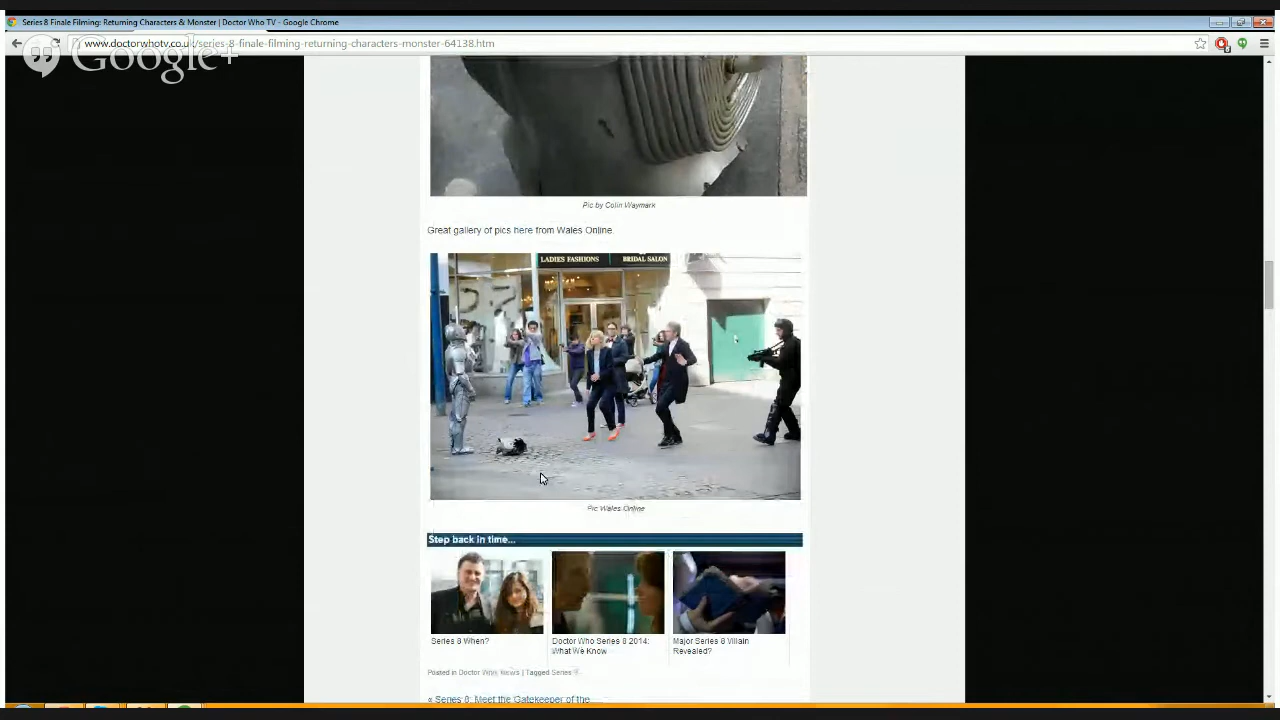 Series 8 Finale Filming: Returning Characters & Monster | Doctor Who TV - Google Chrome
www.doctorwhotv.co.uk/series-8-finale-filming-returning-characters-monster-64138.htm
Google+
Pic by Colin Waymark
Great gallery of pics here from Wales Online.
LADIES FASHIONS BRIDAL SALON
Pic Wales Online
Step back in time...
Series 8 When?
Doctor Who Series 8 2014:
What We Know
Major Series 8 Villain
Revealed?
Posted in Doctor Who News | Tagged Series 8
« Series 8: Meet the Gatekeeper of the...